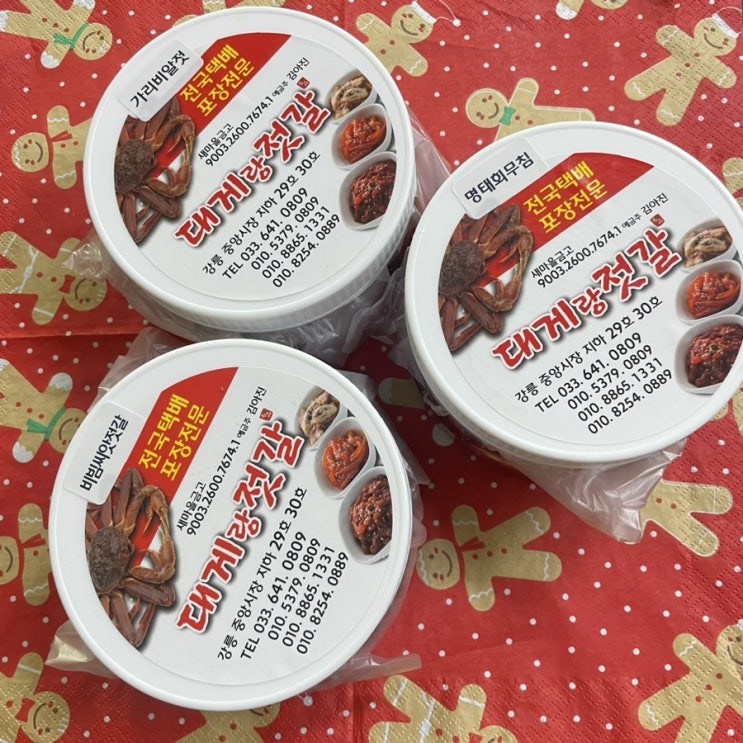 가리비알젓
전국택배
포장전문
새마을금고
9003.2600.7674.1 예금주 김아진
대게랑젓갈
강릉 중앙시장 지하 29호 30호
TEL 033. 641. 0809
010. 5379. 0809
010. 8865. 1331
010. 8254. 0889
명태회무침
전국택배
포장전문
새마을금고
9003.2600.7674.1 예금주 김아진
대게랑젓갈
강릉 중앙시장 지하 29호 30호
TEL 033. 641. 0809
010. 5379. 0809
010. 8865. 1331
010. 8254. 0889
비빔씨앗젓갈
전국택배
포장전문
새마을금고
9003.2600.7674.1 예금주 김아진
대게랑젓갈
강릉 중앙시장 지하 29호 30호
TEL 033. 641. 0809
010. 5379. 0809
010. 8865. 1331
010. 8254. 0889